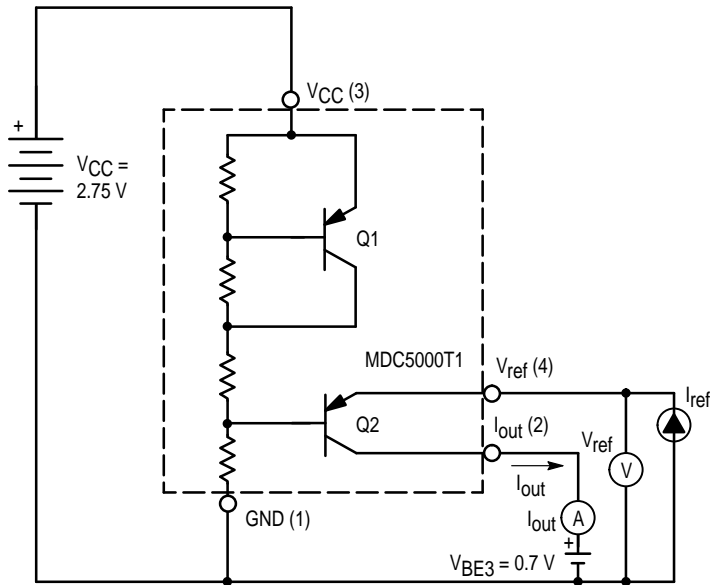 VCC (3)
+
VCC =
2.75 V
Q1
MDC5000T1
Vref (4)
Iref
Q2
Iout (2)
Vref
V
Iout
GND (1)
Iout
A
+
VBE3 = 0.7 V